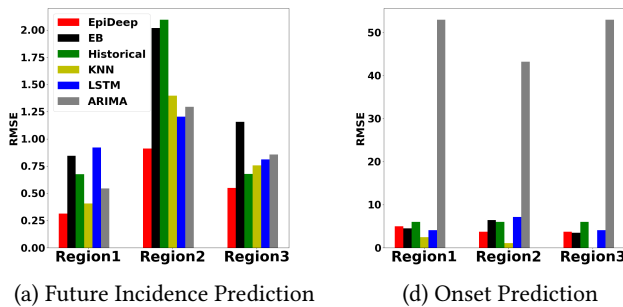 2.00
1.75
1.50
1.25
1.00
0.75
0.50
0.25
0.00
RMSE
EpiDeep
EB
Historical
KNN
LSTM
ARIMA
Region1 Region2 Region3
(a) Future Incidence Prediction
50
40
30
20
10
0
RMSE
Region1 Region2 Region3
(d) Onset Prediction